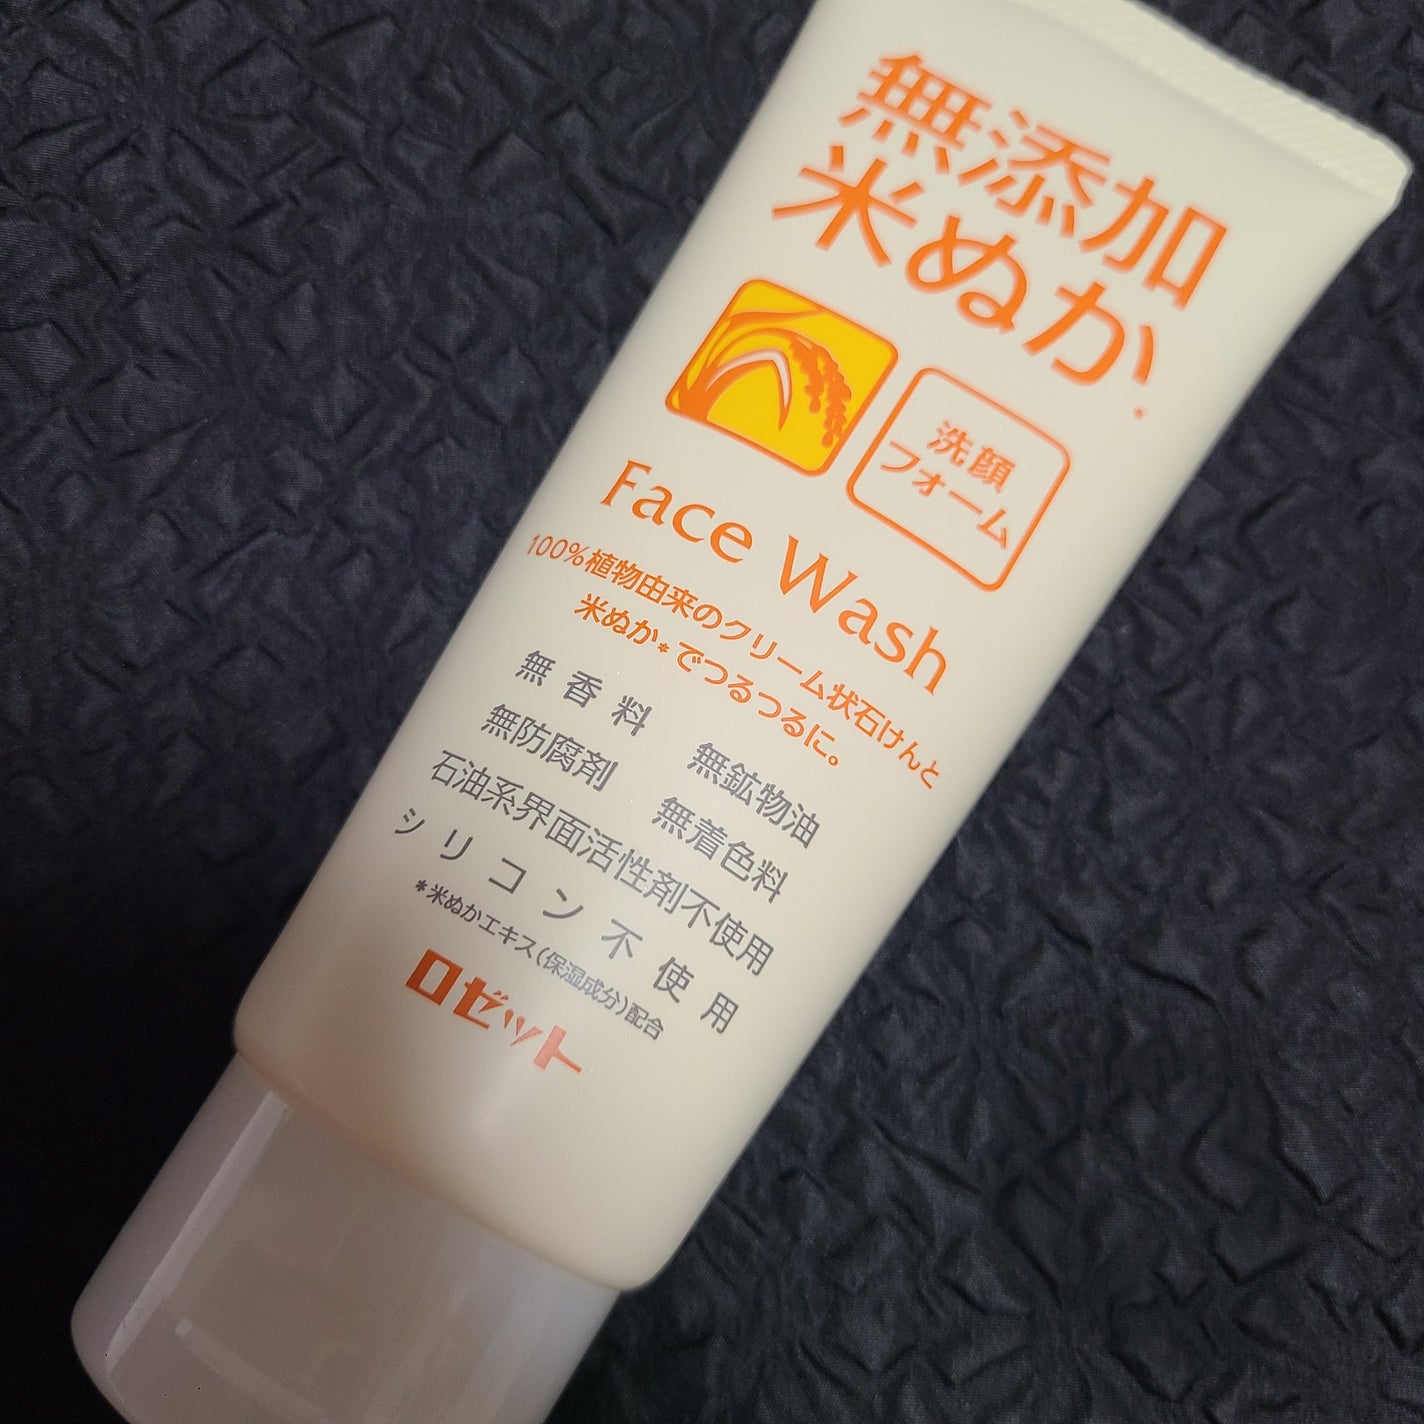 無添加
米ぬか*
洗顔
フォーム
Face Wash
100%植物由来のクリーム状石けんと
米ぬか*でつるつるに。
無香料 無鉱物油
無防腐剤 無着色料
石油系界面活性剤不使用
シリコン不使用
*米ぬかエキス(保湿成分)配合
ロゼット